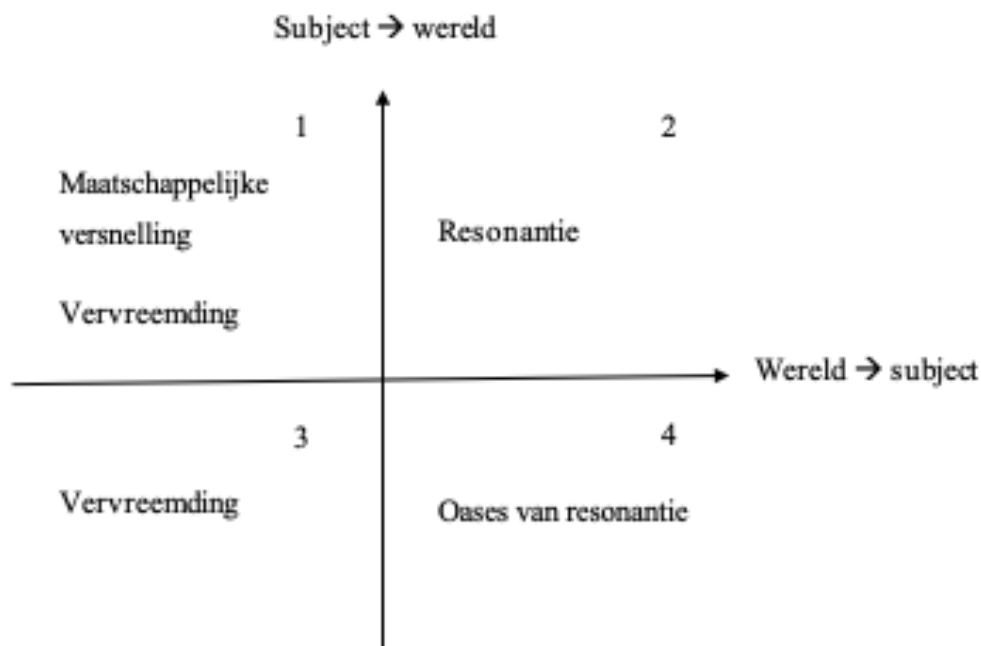 Subject → wereld
1
2
Maatschappelijke
versnelling
Resonantie
Vervreemding
Wereld → subject
3
4
Vervreemding
Oases van resonantie